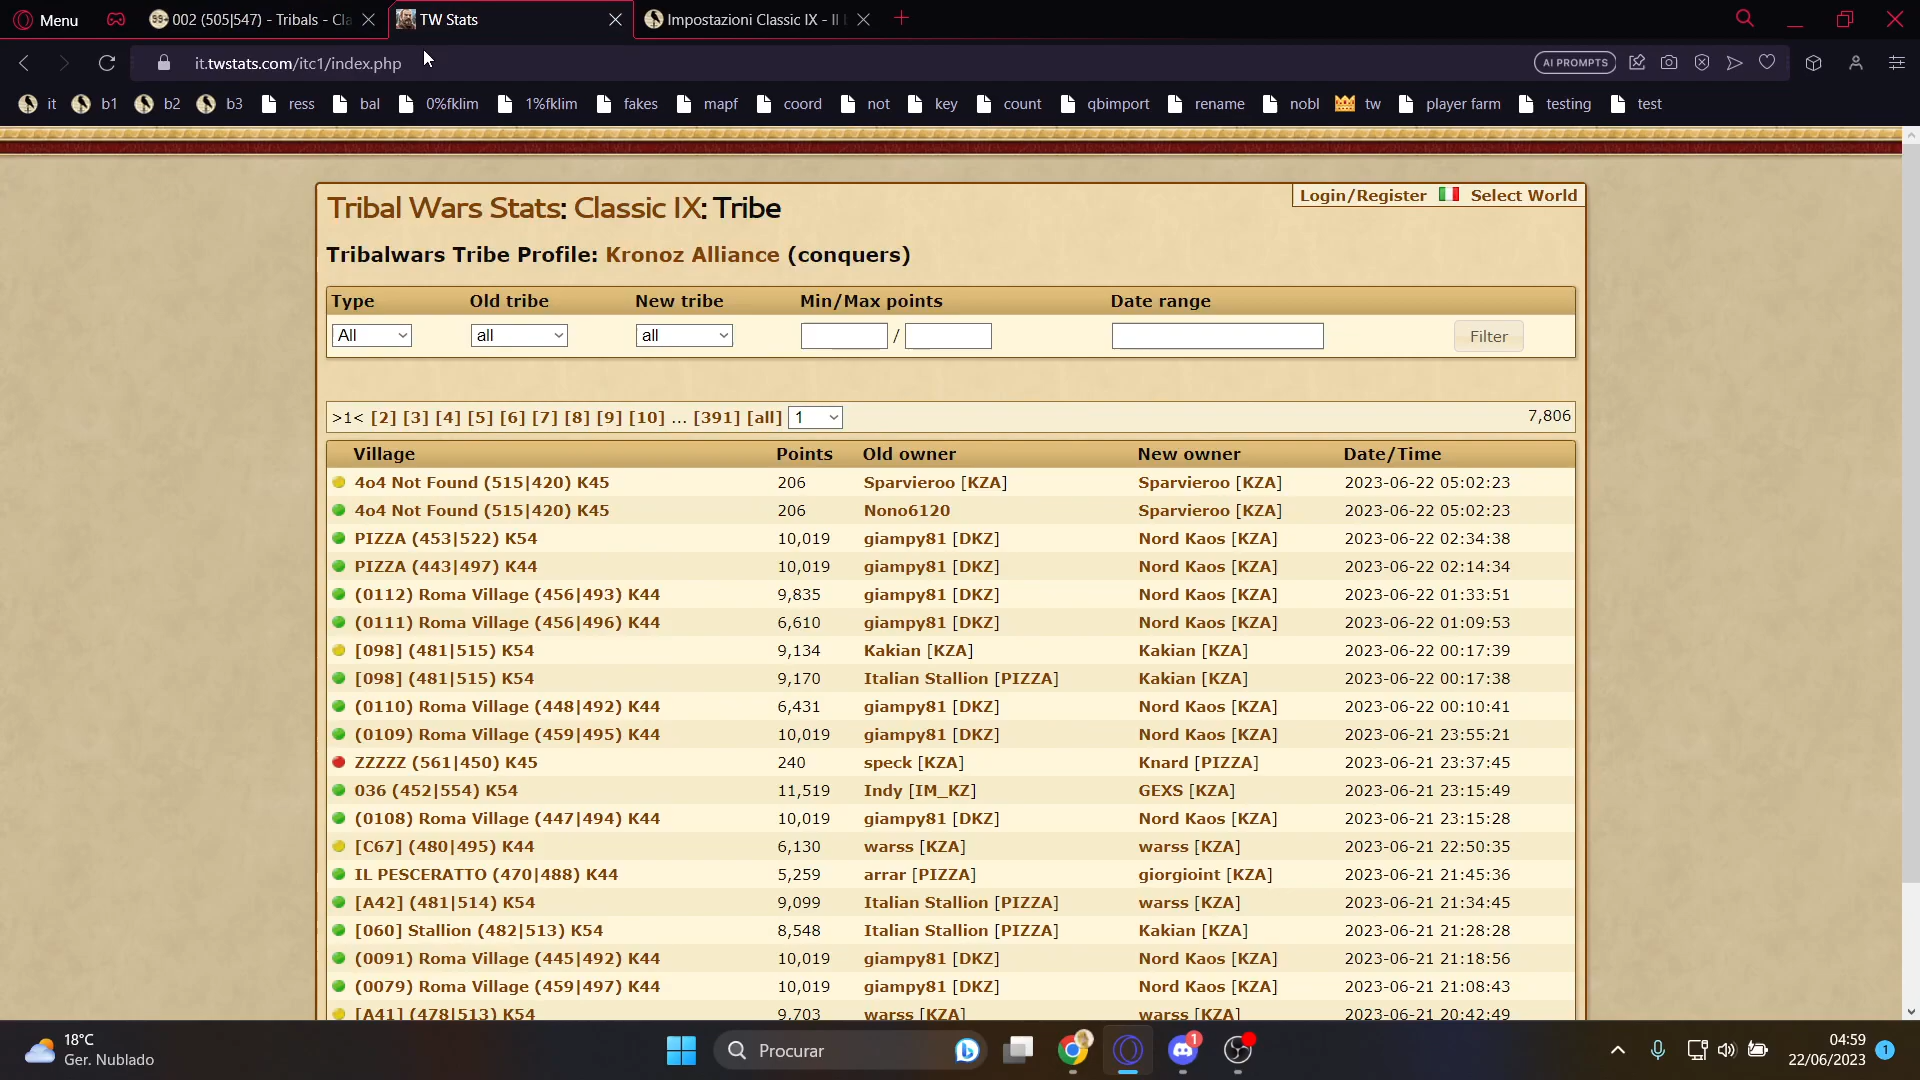 Menu
99+ 002 (505|547) - Tribals - Cla
TW Stats
Impostazioni Classic IX - Il L
it.twstats.com/itc1/index.php
AI PROMPTS
it b1 b2 b3 ress bal 0%fklim 1%fklim fakes mapf coord not key count qbimport rename nobl tw player farm testing test
Tribal Wars Stats: Classic IX: Tribe
Login/Register Select World
Tribalwars Tribe Profile: Kronoz Alliance (conquers)
Type Old tribe New tribe Min/Max points Date range
All all all / Filter
>1< [2] [3] [4] [5] [6] [7] [8] [9] [10] ... [391] [all] 1 7,806
Village Points Old owner New owner Date/Time
4o4 Not Found (515|420) K45 206 Sparvieroo [KZA] Sparvieroo [KZA] 2023-06-22 05:02:23
4o4 Not Found (515|420) K45 206 Nono6120 Sparvieroo [KZA] 2023-06-22 05:02:23
PIZZA (453|522) K54 10,019 giampy81 [DKZ] Nord Kaos [KZA] 2023-06-22 02:34:38
PIZZA (443|497) K44 10,019 giampy81 [DKZ] Nord Kaos [KZA] 2023-06-22 02:14:34
(0112) Roma Village (456|493) K44 9,835 giampy81 [DKZ] Nord Kaos [KZA] 2023-06-22 01:33:51
(0111) Roma Village (456|496) K44 6,610 giampy81 [DKZ] Nord Kaos [KZA] 2023-06-22 01:09:53
[098] (481|515) K54 9,134 Kakian [KZA] Kakian [KZA] 2023-06-22 00:17:39
[098] (481|515) K54 9,170 Italian Stallion [PIZZA] Kakian [KZA] 2023-06-22 00:17:38
(0110) Roma Village (448|492) K44 6,431 giampy81 [DKZ] Nord Kaos [KZA] 2023-06-22 00:10:41
(0109) Roma Village (459|495) K44 10,019 giampy81 [DKZ] Nord Kaos [KZA] 2023-06-21 23:55:21
ZZZZZ (561|450) K45 240 speck [KZA] Knard [PIZZA] 2023-06-21 23:37:45
036 (452|554) K54 11,519 Indy [IM_KZ] GEXS [KZA] 2023-06-21 23:15:49
(0108) Roma Village (447|494) K44 10,019 giampy81 [DKZ] Nord Kaos [KZA] 2023-06-21 23:15:28
[C67] (480|495) K44 6,130 warss [KZA] warss [KZA] 2023-06-21 22:50:35
IL PESCERATTO (470|488) K44 5,259 arrar [PIZZA] giorgioint [KZA] 2023-06-21 21:45:36
[A42] (481|514) K54 9,099 Italian Stallion [PIZZA] warss [KZA] 2023-06-21 21:34:45
[060] Stallion (482|513) K54 8,548 Italian Stallion [PIZZA] Kakian [KZA] 2023-06-21 21:28:28
(0091) Roma Village (445|492) K44 10,019 giampy81 [DKZ] Nord Kaos [KZA] 2023-06-21 21:18:56
(0079) Roma Village (459|497) K44 10,019 giampy81 [DKZ] Nord Kaos [KZA] 2023-06-21 21:08:43
[A41] (478|513) K54 9,703 warss [KZA] warss [KZA] 2023-06-21 20:42:49
18°C
Ger. Nublado
Procurar
1
04:59
22/06/2023
1